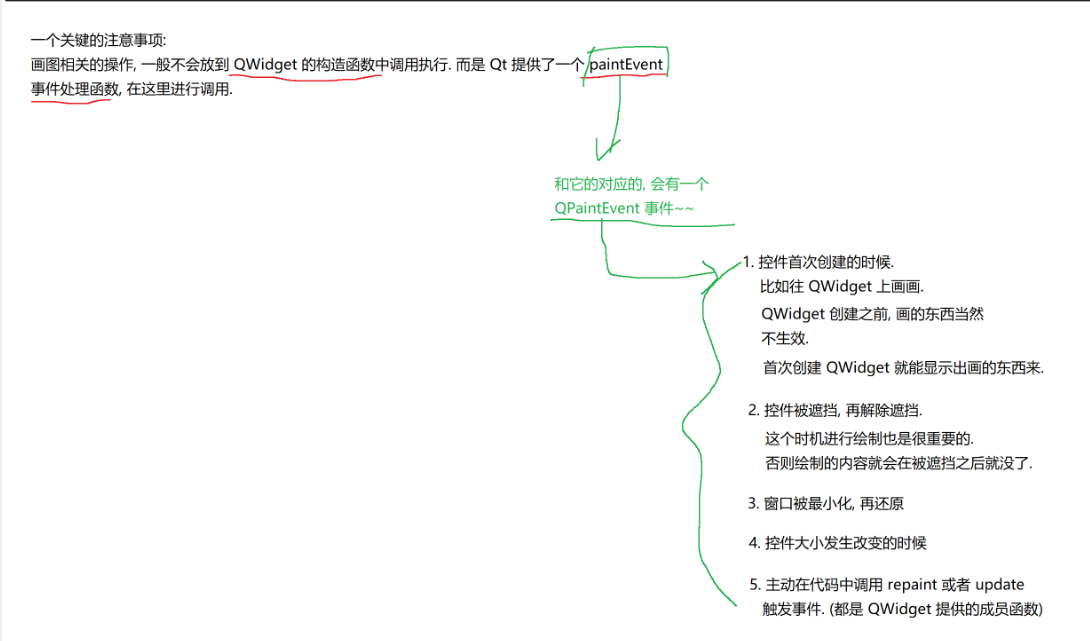 一个关键的注意事项:
画图相关的操作, 一般不会放到 QWidget 的构造函数中调用执行. 而是 Qt 提供了一个 paintEvent
事件处理函数, 在这里进行调用.
和它的对应的, 会有一个
QPaintEvent 事件~~
1. 控件首次创建的时候.
比如往 QWidget 上画画.
QWidget 创建之前, 画的东西当然
不生效.
首次创建 QWidget 就能显示出画的东西来.
2. 控件被遮挡, 再解除遮挡.
这个时机进行绘制也是很重要的.
否则绘制的内容就会在被遮挡之后就没了.
3. 窗口被最小化, 再还原
4. 控件大小发生改变的时候
5. 主动在代码中调用 repaint 或者 update
触发事件. (都是 QWidget 提供的成员函数)